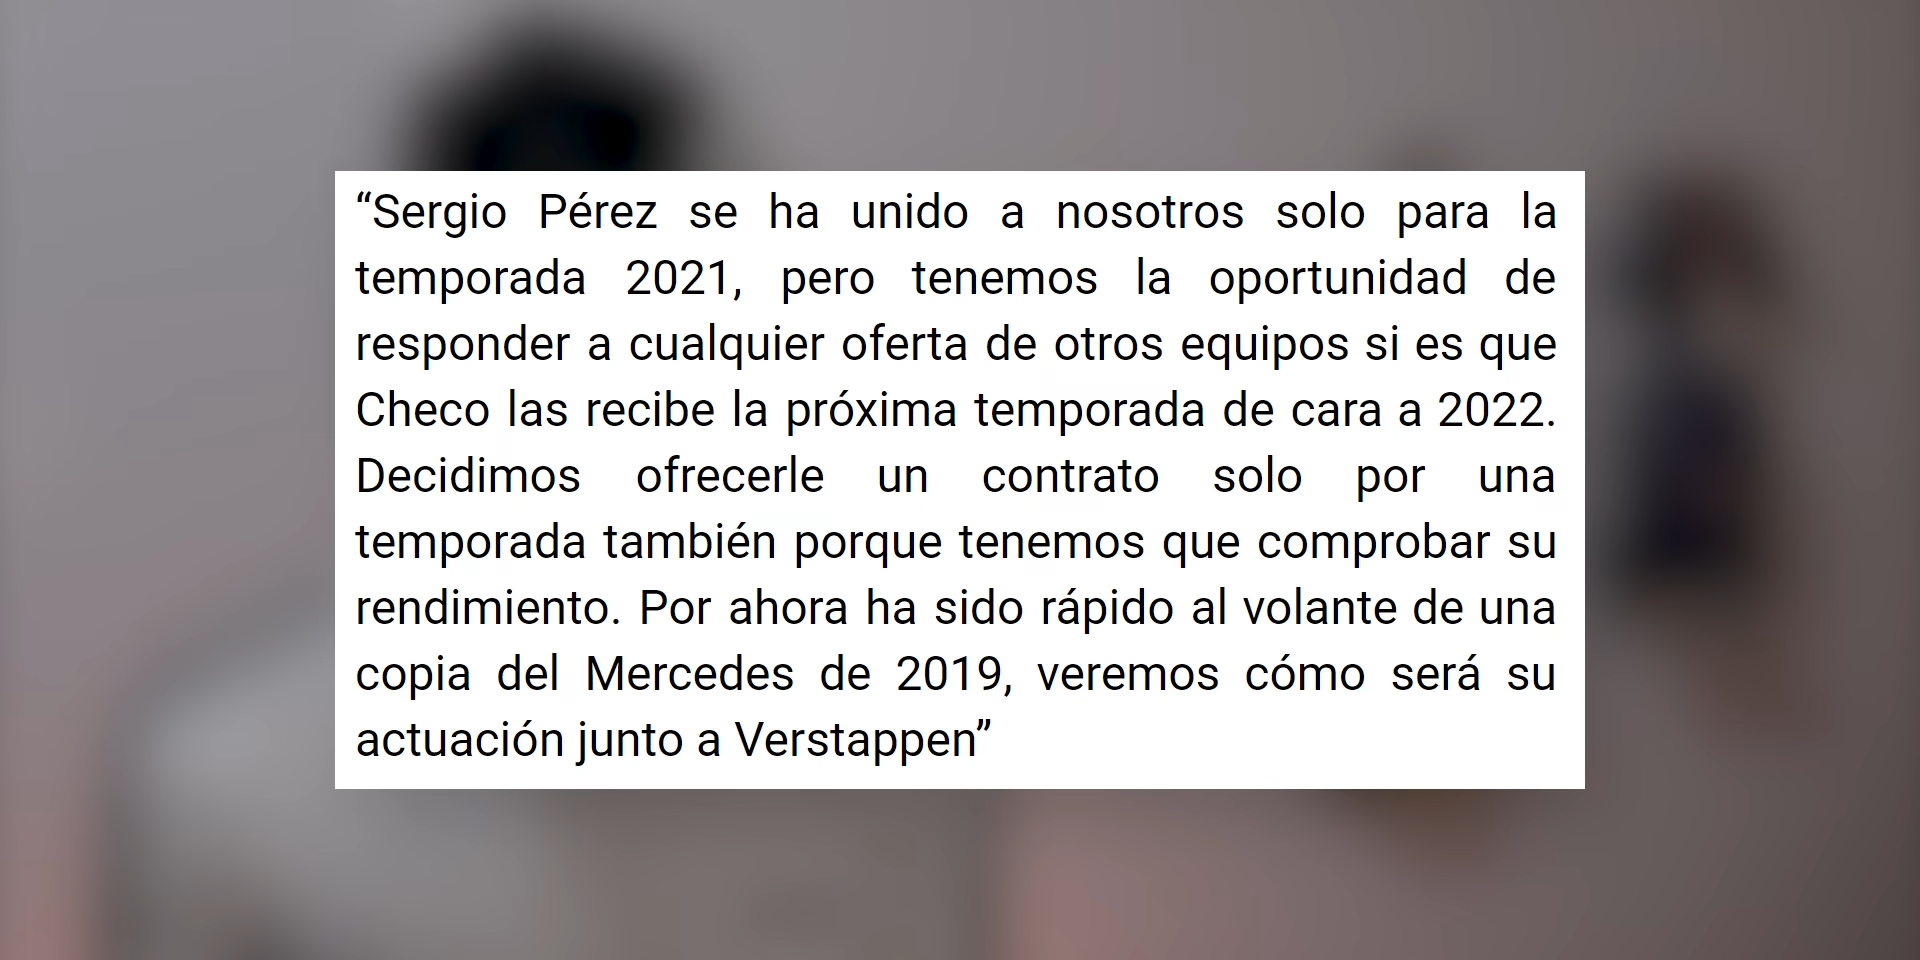 “Sergio Pérez se ha unido a nosotros solo para la
temporada 2021, pero tenemos la oportunidad de
responder a cualquier oferta de otros equipos si es que
Checo las recibe la próxima temporada de cara a 2022.
Decidimos ofrecerle un contrato solo por una
temporada también porque tenemos que comprobar su
rendimiento. Por ahora ha sido rápido al volante de una
copia del Mercedes de 2019, veremos cómo será su
actuación junto a Verstappen”